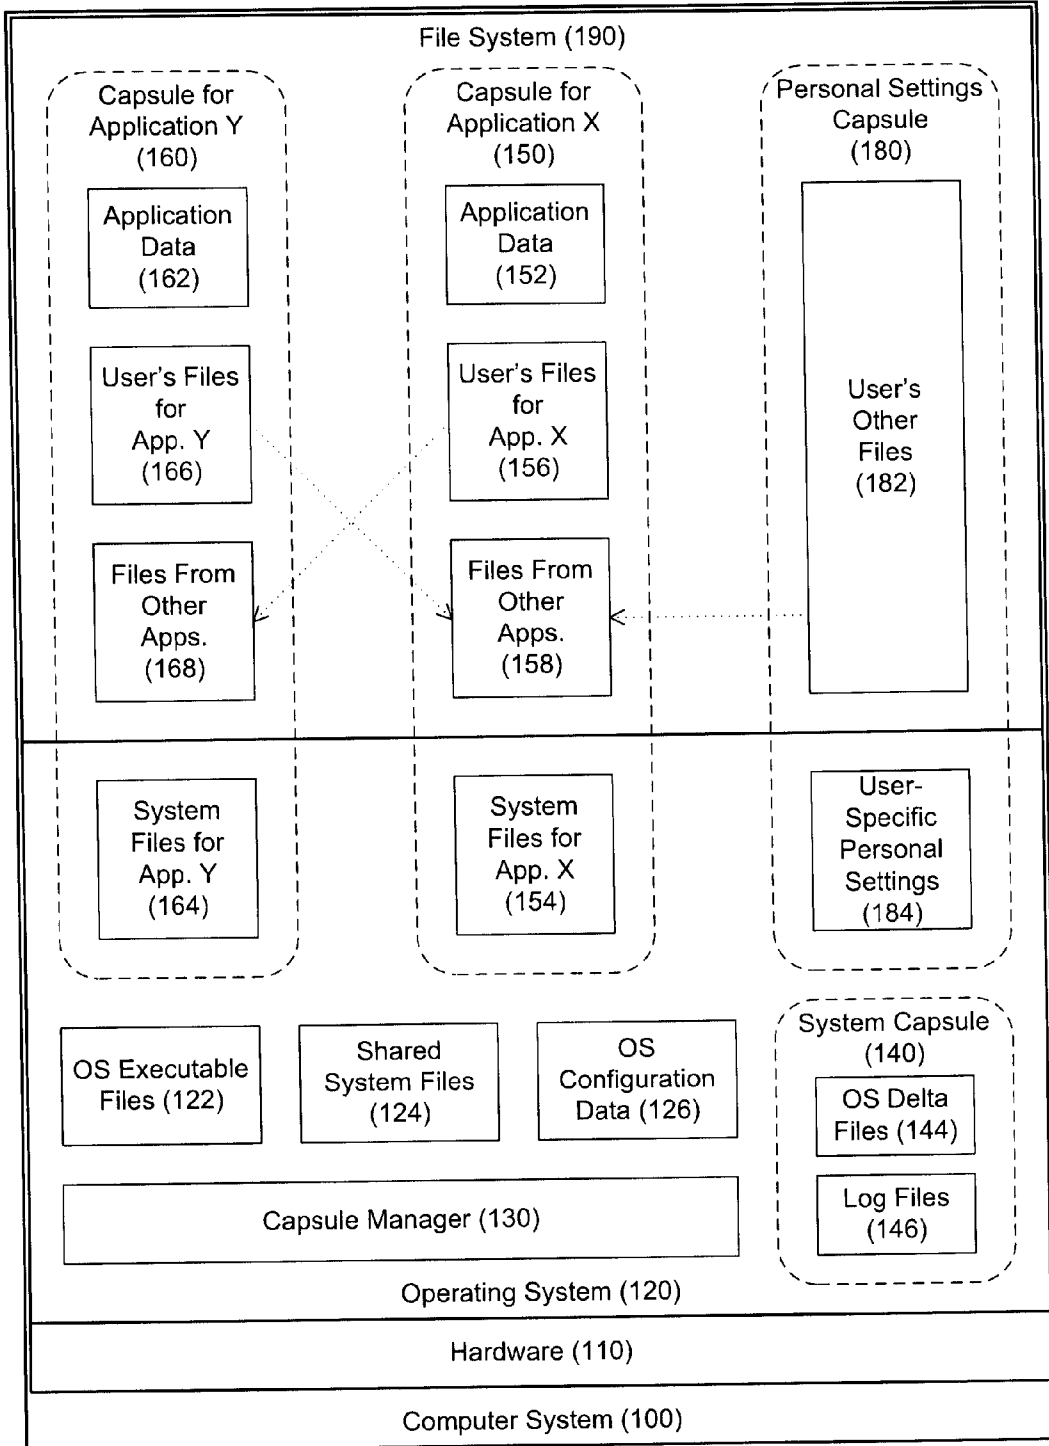 File System (190)
Capsule for
Application Y
(160)
Application
Data
(162)
User's Files
for
App. Y
(166)
Files From
Other
Apps.
(168)
System
Files for
App. Y
(164)
Capsule for
Application X
(150)
Application
Data
(152)
User's Files
for
App. X
(156)
Files From
Other
Apps.
(158)
System
Files for
App. X
(154)
Personal Settings
Capsule
(180)
User's
Other
Files
(182)
User-
Specific
Personal
Settings
(184)
OS Executable
Files (122)
Shared
System Files
(124)
OS
Configuration
Data (126)
System Capsule
(140)
OS Delta
Files (144)
Log Files
(146)
Capsule Manager (130)
Operating System (120)
Hardware (110)
Computer System (100)